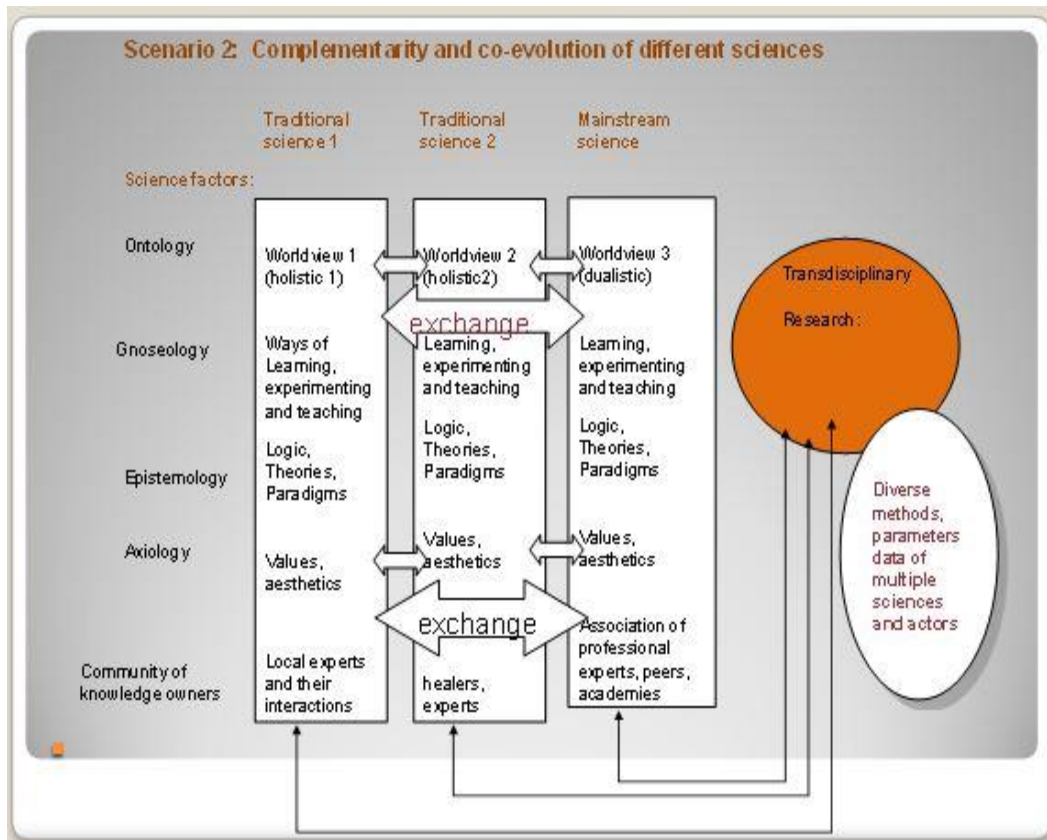 Scenario 2: Complementarity and co-evolution of different sciences
Traditional
science 1
Traditional
science 2
Mainstream
science
Science factors:
Ontology
Worldview 1
(holistic 1)
Worldview 2
(holistic2)
Worldview 3
(dualistic)
exchange
Gnoseology
Ways of
Learning,
experimenting
and teaching
Learning,
experimenting
and teaching
Learning,
experimenting
and teaching
Epistemology
Logic,
Theories,
Paradigms
Logic,
Theories,
Paradigms
Logic,
Theories,
Paradigms
Axiology
Values,
aesthetics
Values,
aesthetics
Values,
aesthetics
exchange
Community of
knowledge owners
Local experts
and their
interactions
healers,
experts
Association of
professional
experts, peers,
academies
Transdisciplinary
Research:
Diverse
methods,
parameters
data of
multiple
sciences
and actors